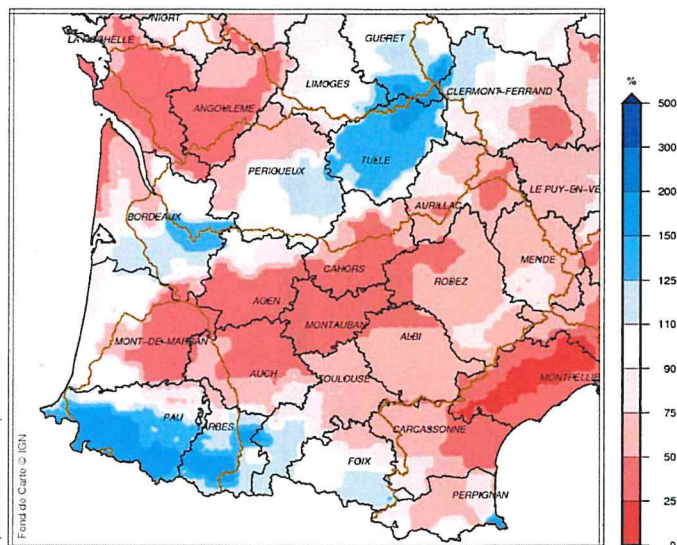 NIORT
LA ROCHELLE
GUERET
LIMOGES
CLERMONT-FERRAND
ANGOULEME
TULLE
PERIGUEUX
LE PUY-EN-VE
AURILLAC
BORDEAUX
MENDE
CAHORS
RODEZ
AGEN
MONTAUBAN
ALBI
MONT-DE-MARSAN
AUCH
TOULOUSE
MONTPELLIE
PAU
ARBES
CARCASSONNE
FOIX
PERPIGNAN
Fond de Carte © IGN
%
500
300
200
150
125
110
90
75
50
25
0